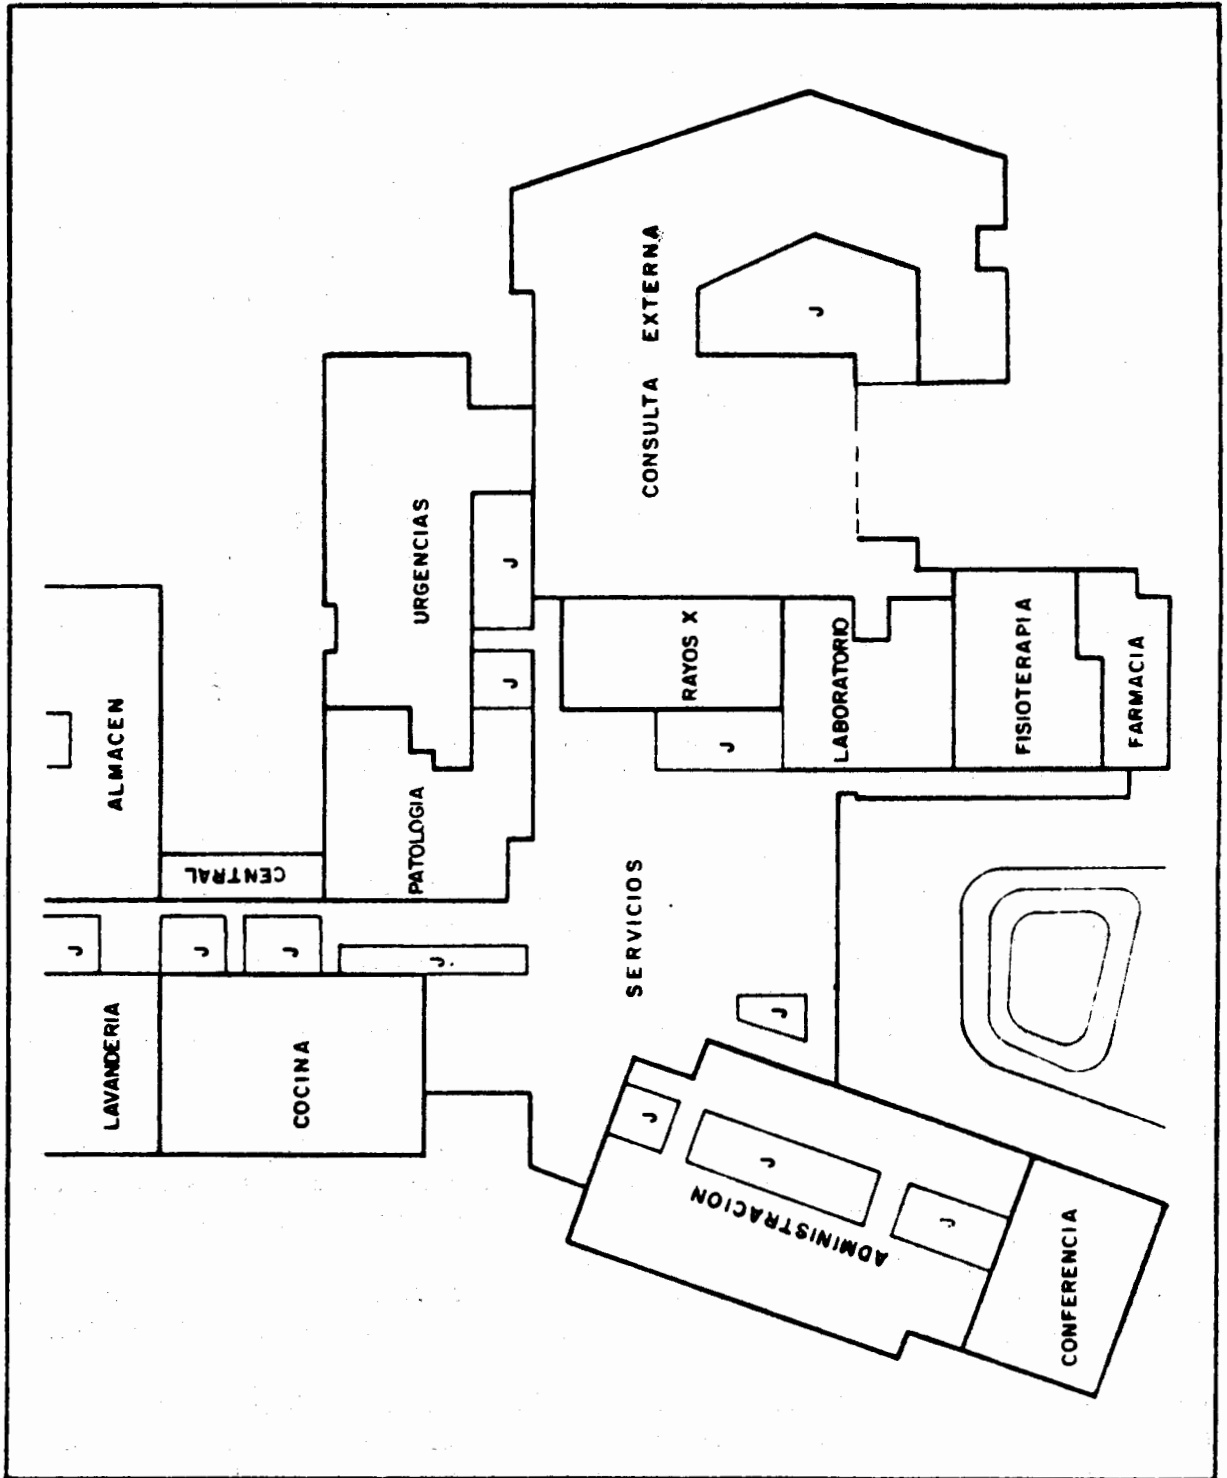 CONSULTA EXTERNA
J
URGENCIAS
J
J
RAYOS X
J
LABORATORIO
FISIOTERAPIA
FARMACIA
ALMACEN
CENTRAL
PATOLOGIA
J
J
J
J
SERVICIOS
J
LAVANDERIA
COCINA
J
J
J
ADMINISTRACION
CONFERENCIA